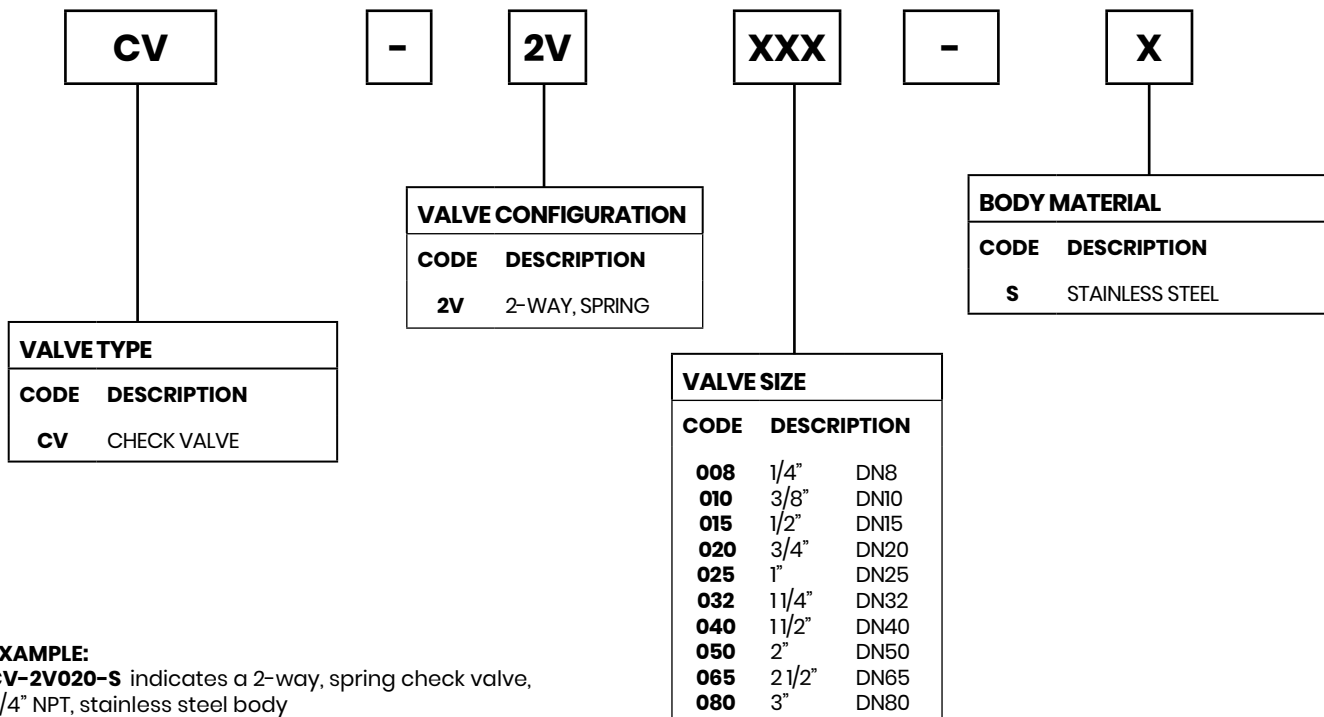 CV - 2V XXX - X
VALVE TYPE
CODE DESCRIPTION
CV CHECK VALVE
VALVE CONFIGURATION
CODE DESCRIPTION
2V 2-WAY, SPRING
VALVE SIZE
CODE DESCRIPTION
008 1/4” DN8
010 3/8” DN10
015 1/2” DN15
020 3/4” DN20
025 1” DN25
032 1 1/4” DN32
040 1 1/2” DN40
050 2” DN50
065 2 1/2” DN65
080 3” DN80
BODY MATERIAL
CODE DESCRIPTION
S STAINLESS STEEL
XAMPLE:
CV-2V020-S indicates a 2-way, spring check valve,
/4” NPT, stainless steel body